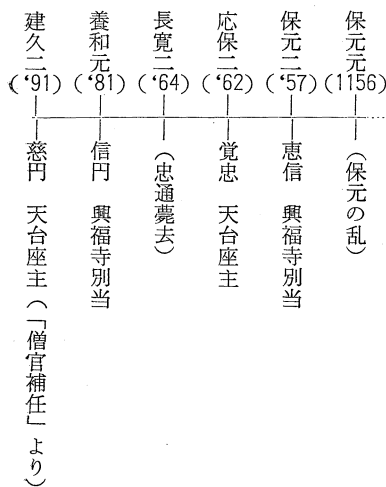 保元元(1156)―(保元の乱)
保元二('57)―恵信 興福寺別当
応保二('62)―覚忠 天台座主
長寛二('64)―(忠通薨去)
養和元('81)―信円 興福寺別当
建久二('91)―慈円 天台座主(「僧官補任」より)